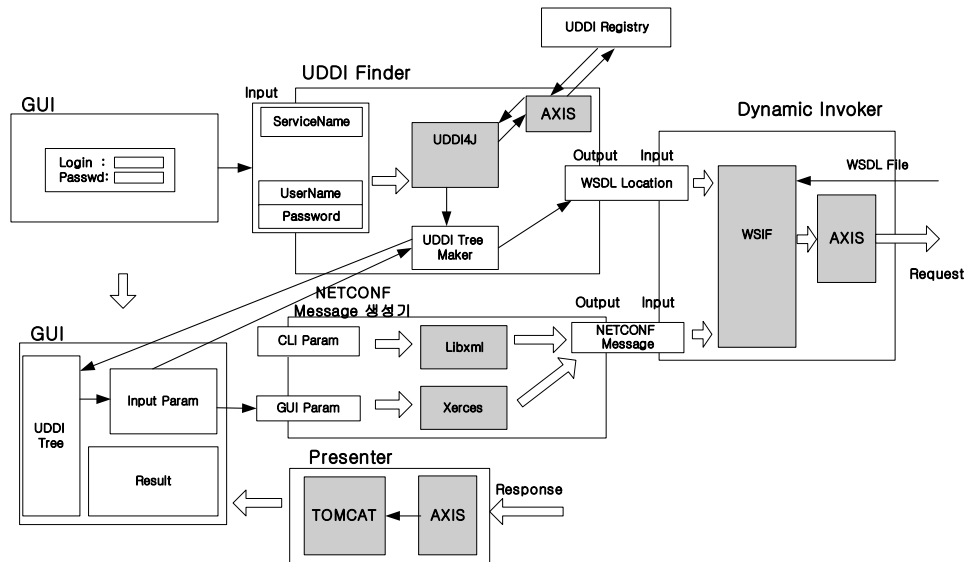 UDDI Registry
UDDI Finder
GUI
Input
ServiceName
AXIS
Dynamic Invoker
UDDI4J
Login :
Passwd:
Output
Input
WSDL File
UserName
WSDL Location
Password
WSIF
AXIS
UDDI Tree
Maker
Request
NETCONF
Message 생성기
Output
Input
GUI
CLI Param
Libxml
NETCONF
Message
Input Param
GUI Param
Xerces
UDDI
Tree
Result
Presenter
Response
TOMCAT
AXIS